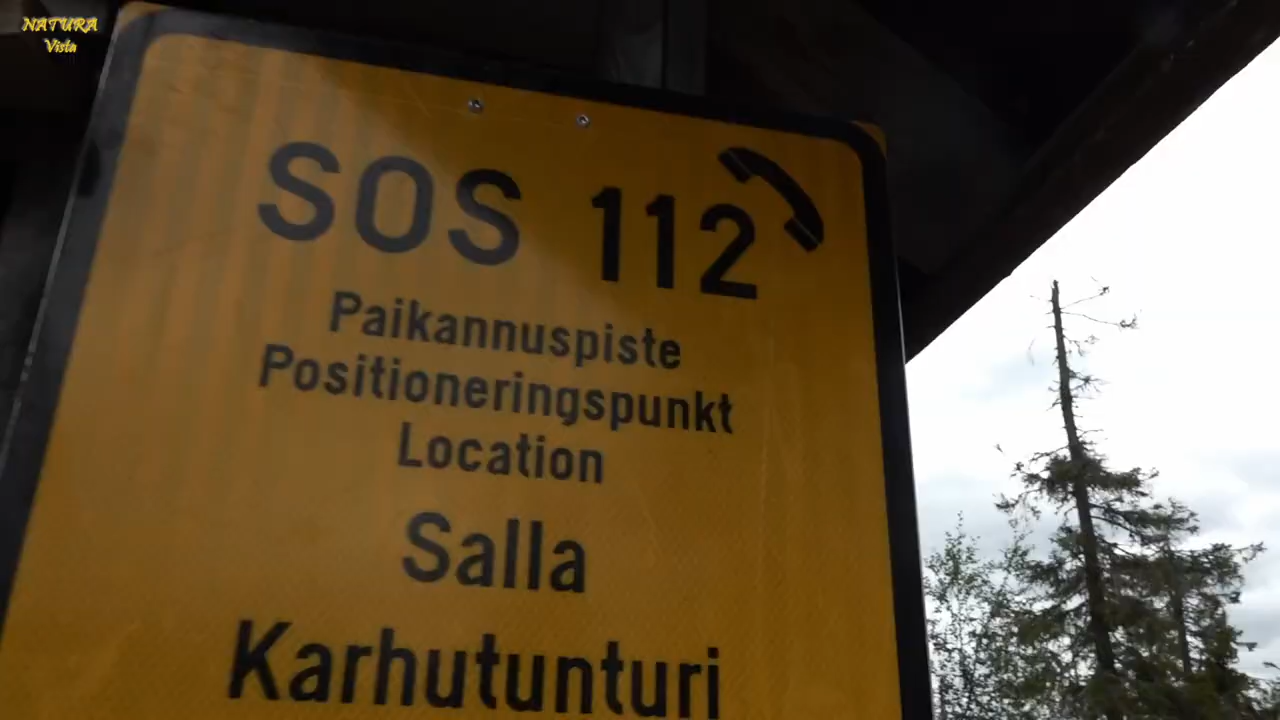 NATURA
Vista
SOS 112
Paikannuspiste
Positioneringspunkt
Location
Salla
Karhutunturi